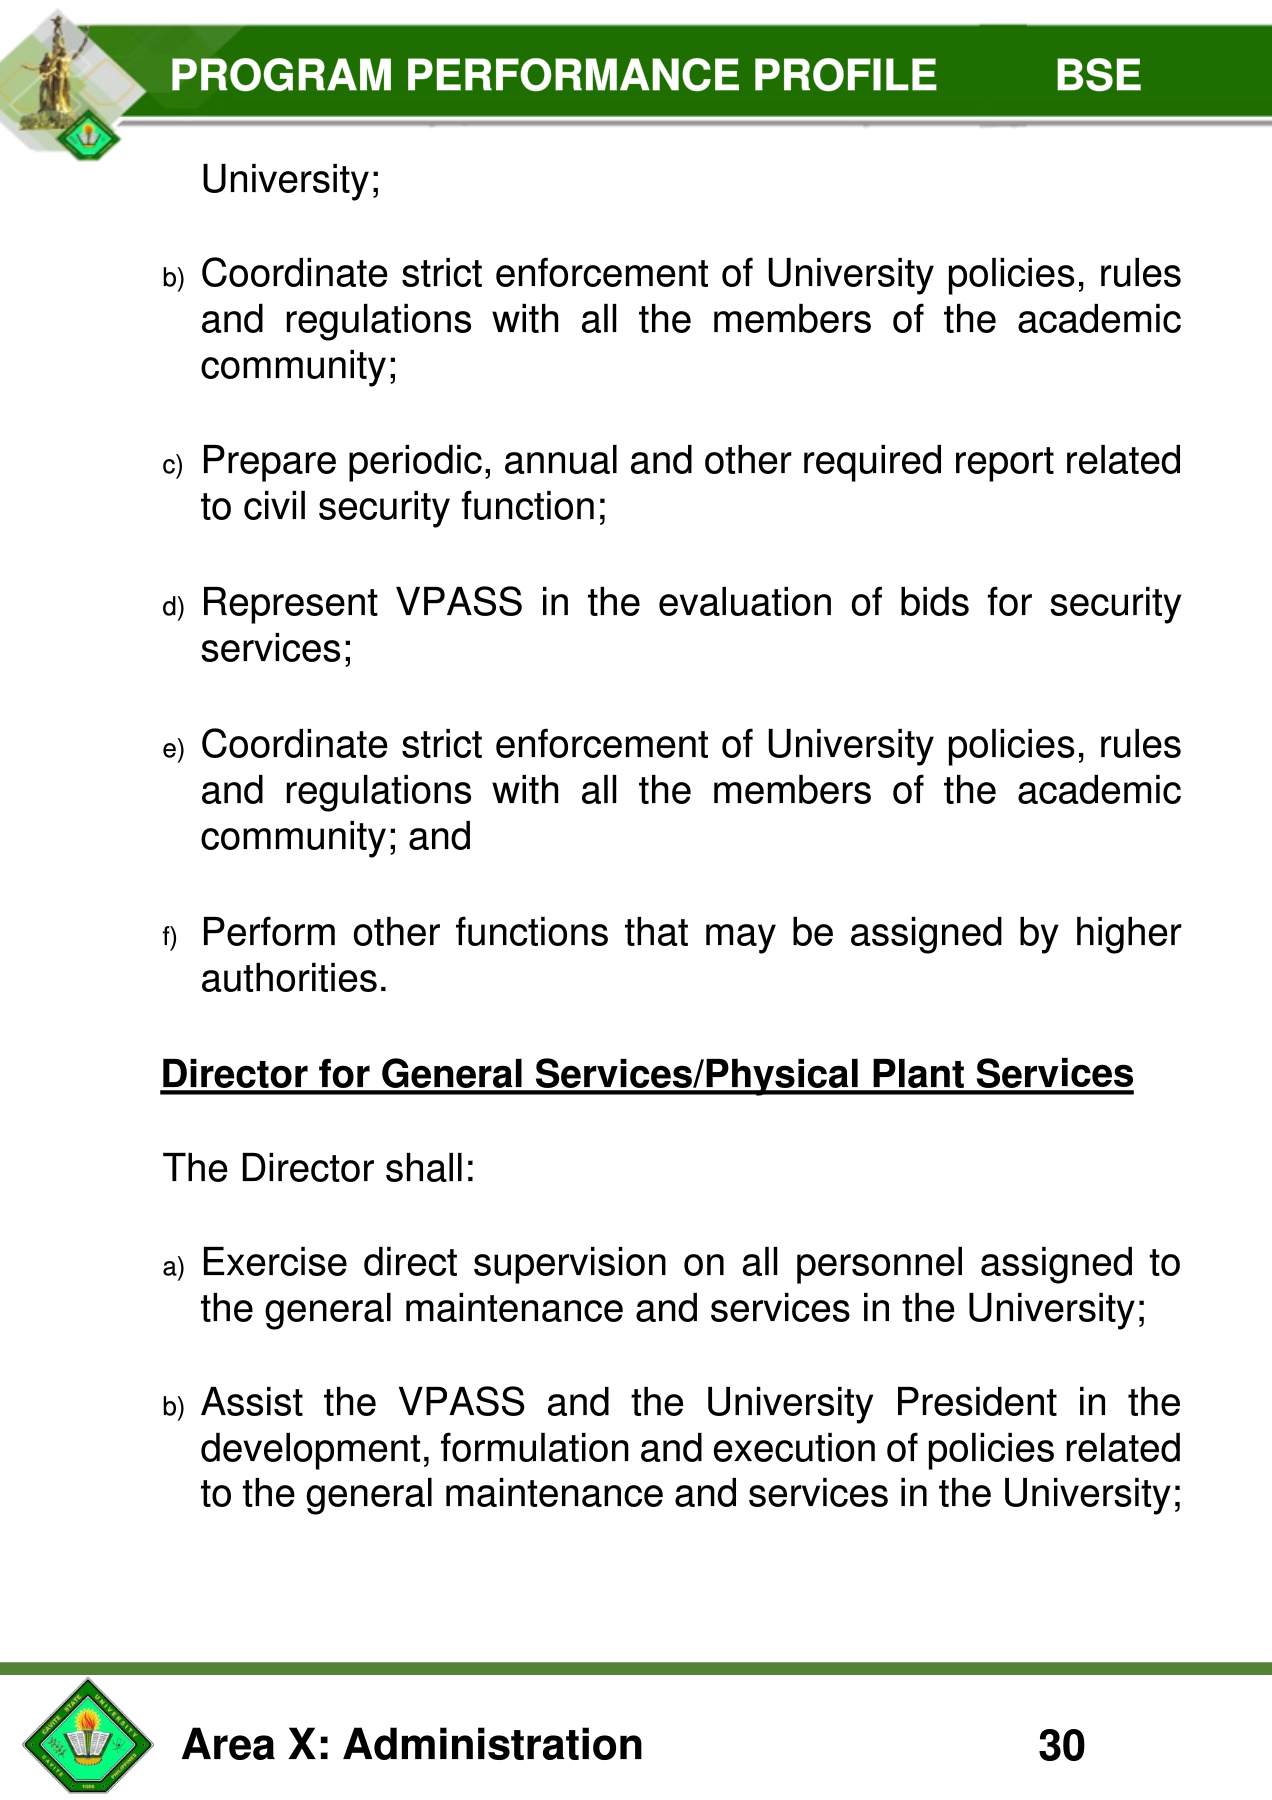 PROGRAM PERFORMANCE PROFILE BSE
University;
b) Coordinate strict enforcement of University policies, rules
and regulations with all the members of the academic
community;
c) Prepare periodic, annual and other required report related
to civil security function;
d) Represent VPASS in the evaluation of bids for security
services;
e) Coordinate strict enforcement of University policies, rules
and regulations with all the members of the academic
community; and
f) Perform other functions that may be assigned by higher
authorities.
Director for General Services/Physical Plant Services
The Director shall:
a) Exercise direct supervision on all personnel assigned to
the general maintenance and services in the University;
b) Assist the VPASS and the University President in the
development, formulation and execution of policies related
to the general maintenance and services in the University;
CAVITE STATE UNIVERSITY
CAVITE 1906 PHILIPPINES
Area X: Administration 30